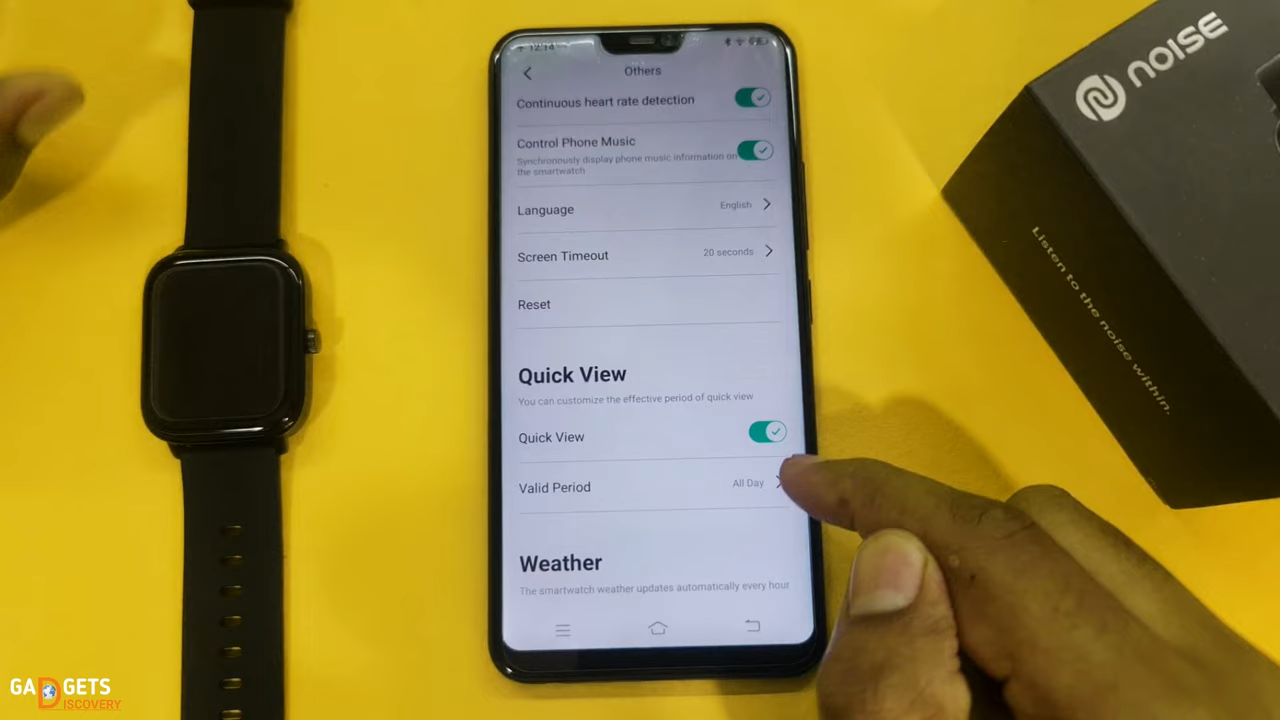 12:14
Others
Continuous heart rate detection
Control Phone Music
Synchronously display phone music information on
the smartwatch
Language English
Screen Timeout 20 seconds
Reset
Quick View
You can customize the effective period of quick view
Quick View
Valid Period All Day
Weather
The smartwatch weather updates automatically every hour
NOISE
Listen to the noise within.
GADGETS
DISCOVERY